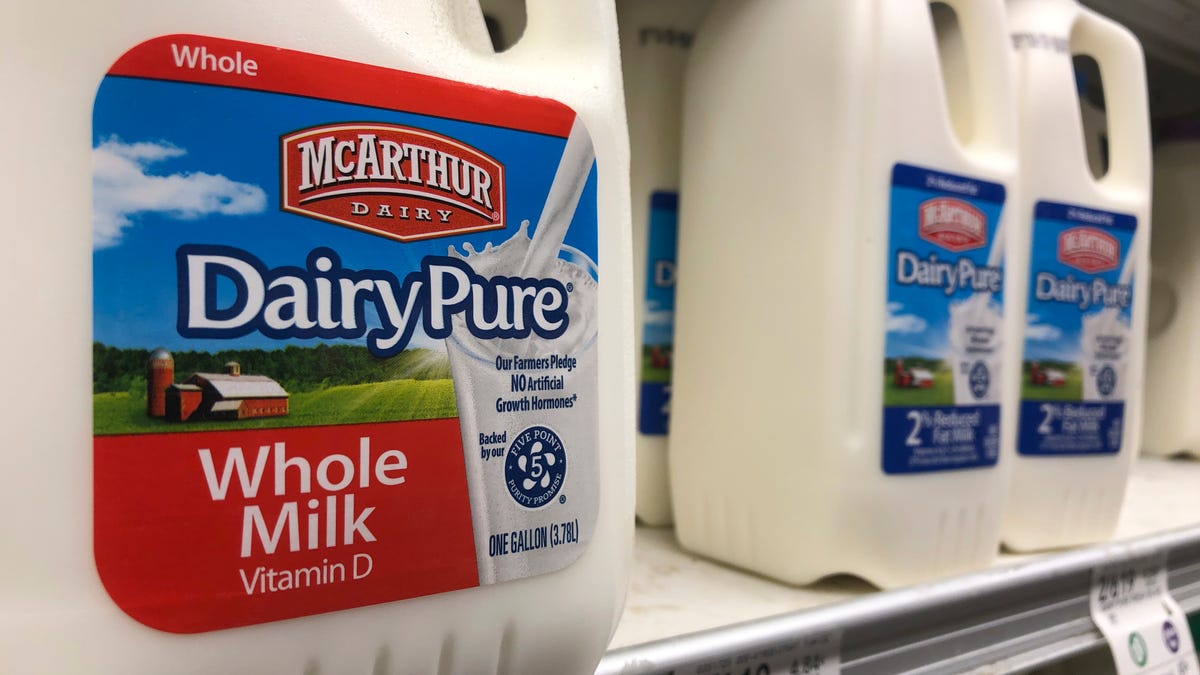 Whole
McARTHUR
DAIRY®
DairyPure®
Our Farmers Pledge
NO Artificial
Growth Hormones*
Backed
by our
FIVE POINT
5
PURITY PROMISE
®
ONE GALLON (3.78L)
Whole
Milk
Vitamin D
McARTHUR
DairyPure
2% Reduced
Fat Milk
McARTHUR
DairyPure
2% Reduced
Fat Milk